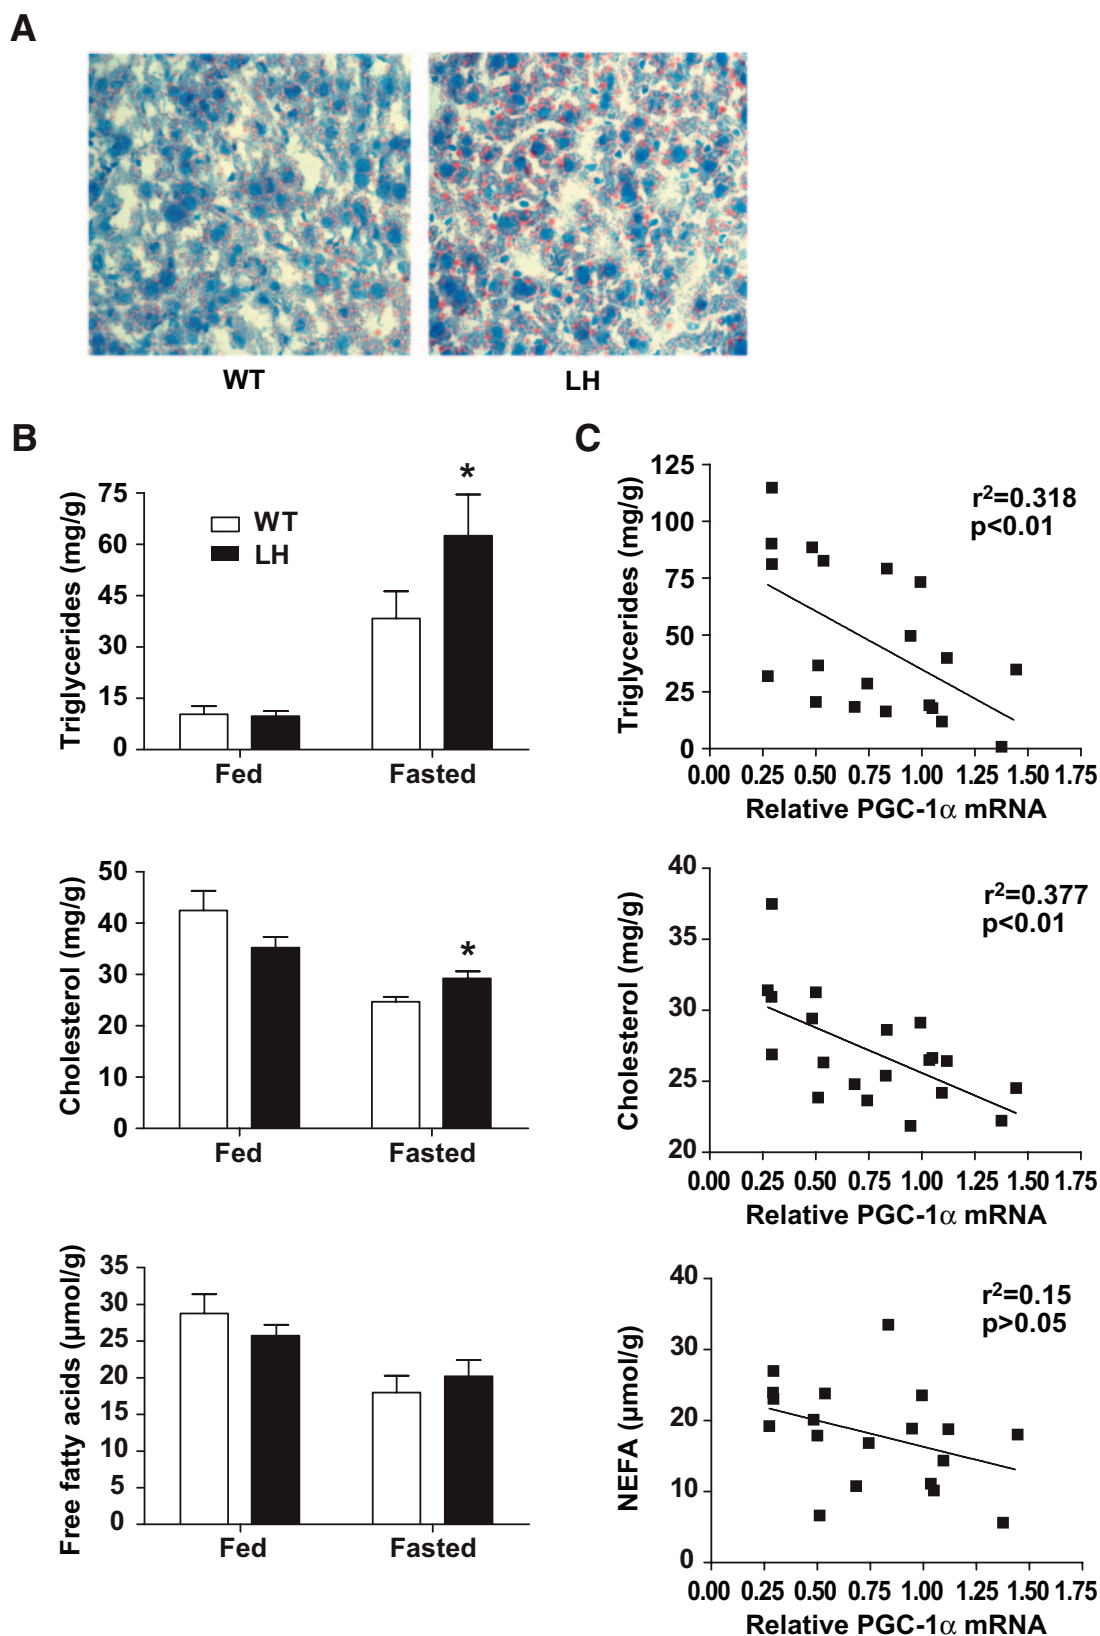 A
WT
LH
B
Triglycerides (mg/g)
75
60
45
30
15
0
WT
LH
*
Fed
Fasted
Cholesterol (mg/g)
50
40
30
20
10
0
*
Fed
Fasted
Free fatty acids (µmol/g)
35
30
25
20
15
10
5
0
Fed
Fasted
C
Triglycerides (mg/g)
125
100
75
50
25
0
r²=0.318
p<0.01
0.00 0.25 0.50 0.75 1.00 1.25 1.50 1.75
Relative PGC-1α mRNA
Cholesterol (mg/g)
40
35
30
25
20
r²=0.377
p<0.01
0.00 0.25 0.50 0.75 1.00 1.25 1.50 1.75
Relative PGC-1α mRNA
NEFA (µmol/g)
40
30
20
10
0
r²=0.15
p>0.05
0.00 0.25 0.50 0.75 1.00 1.25 1.50 1.75
Relative PGC-1α mRNA